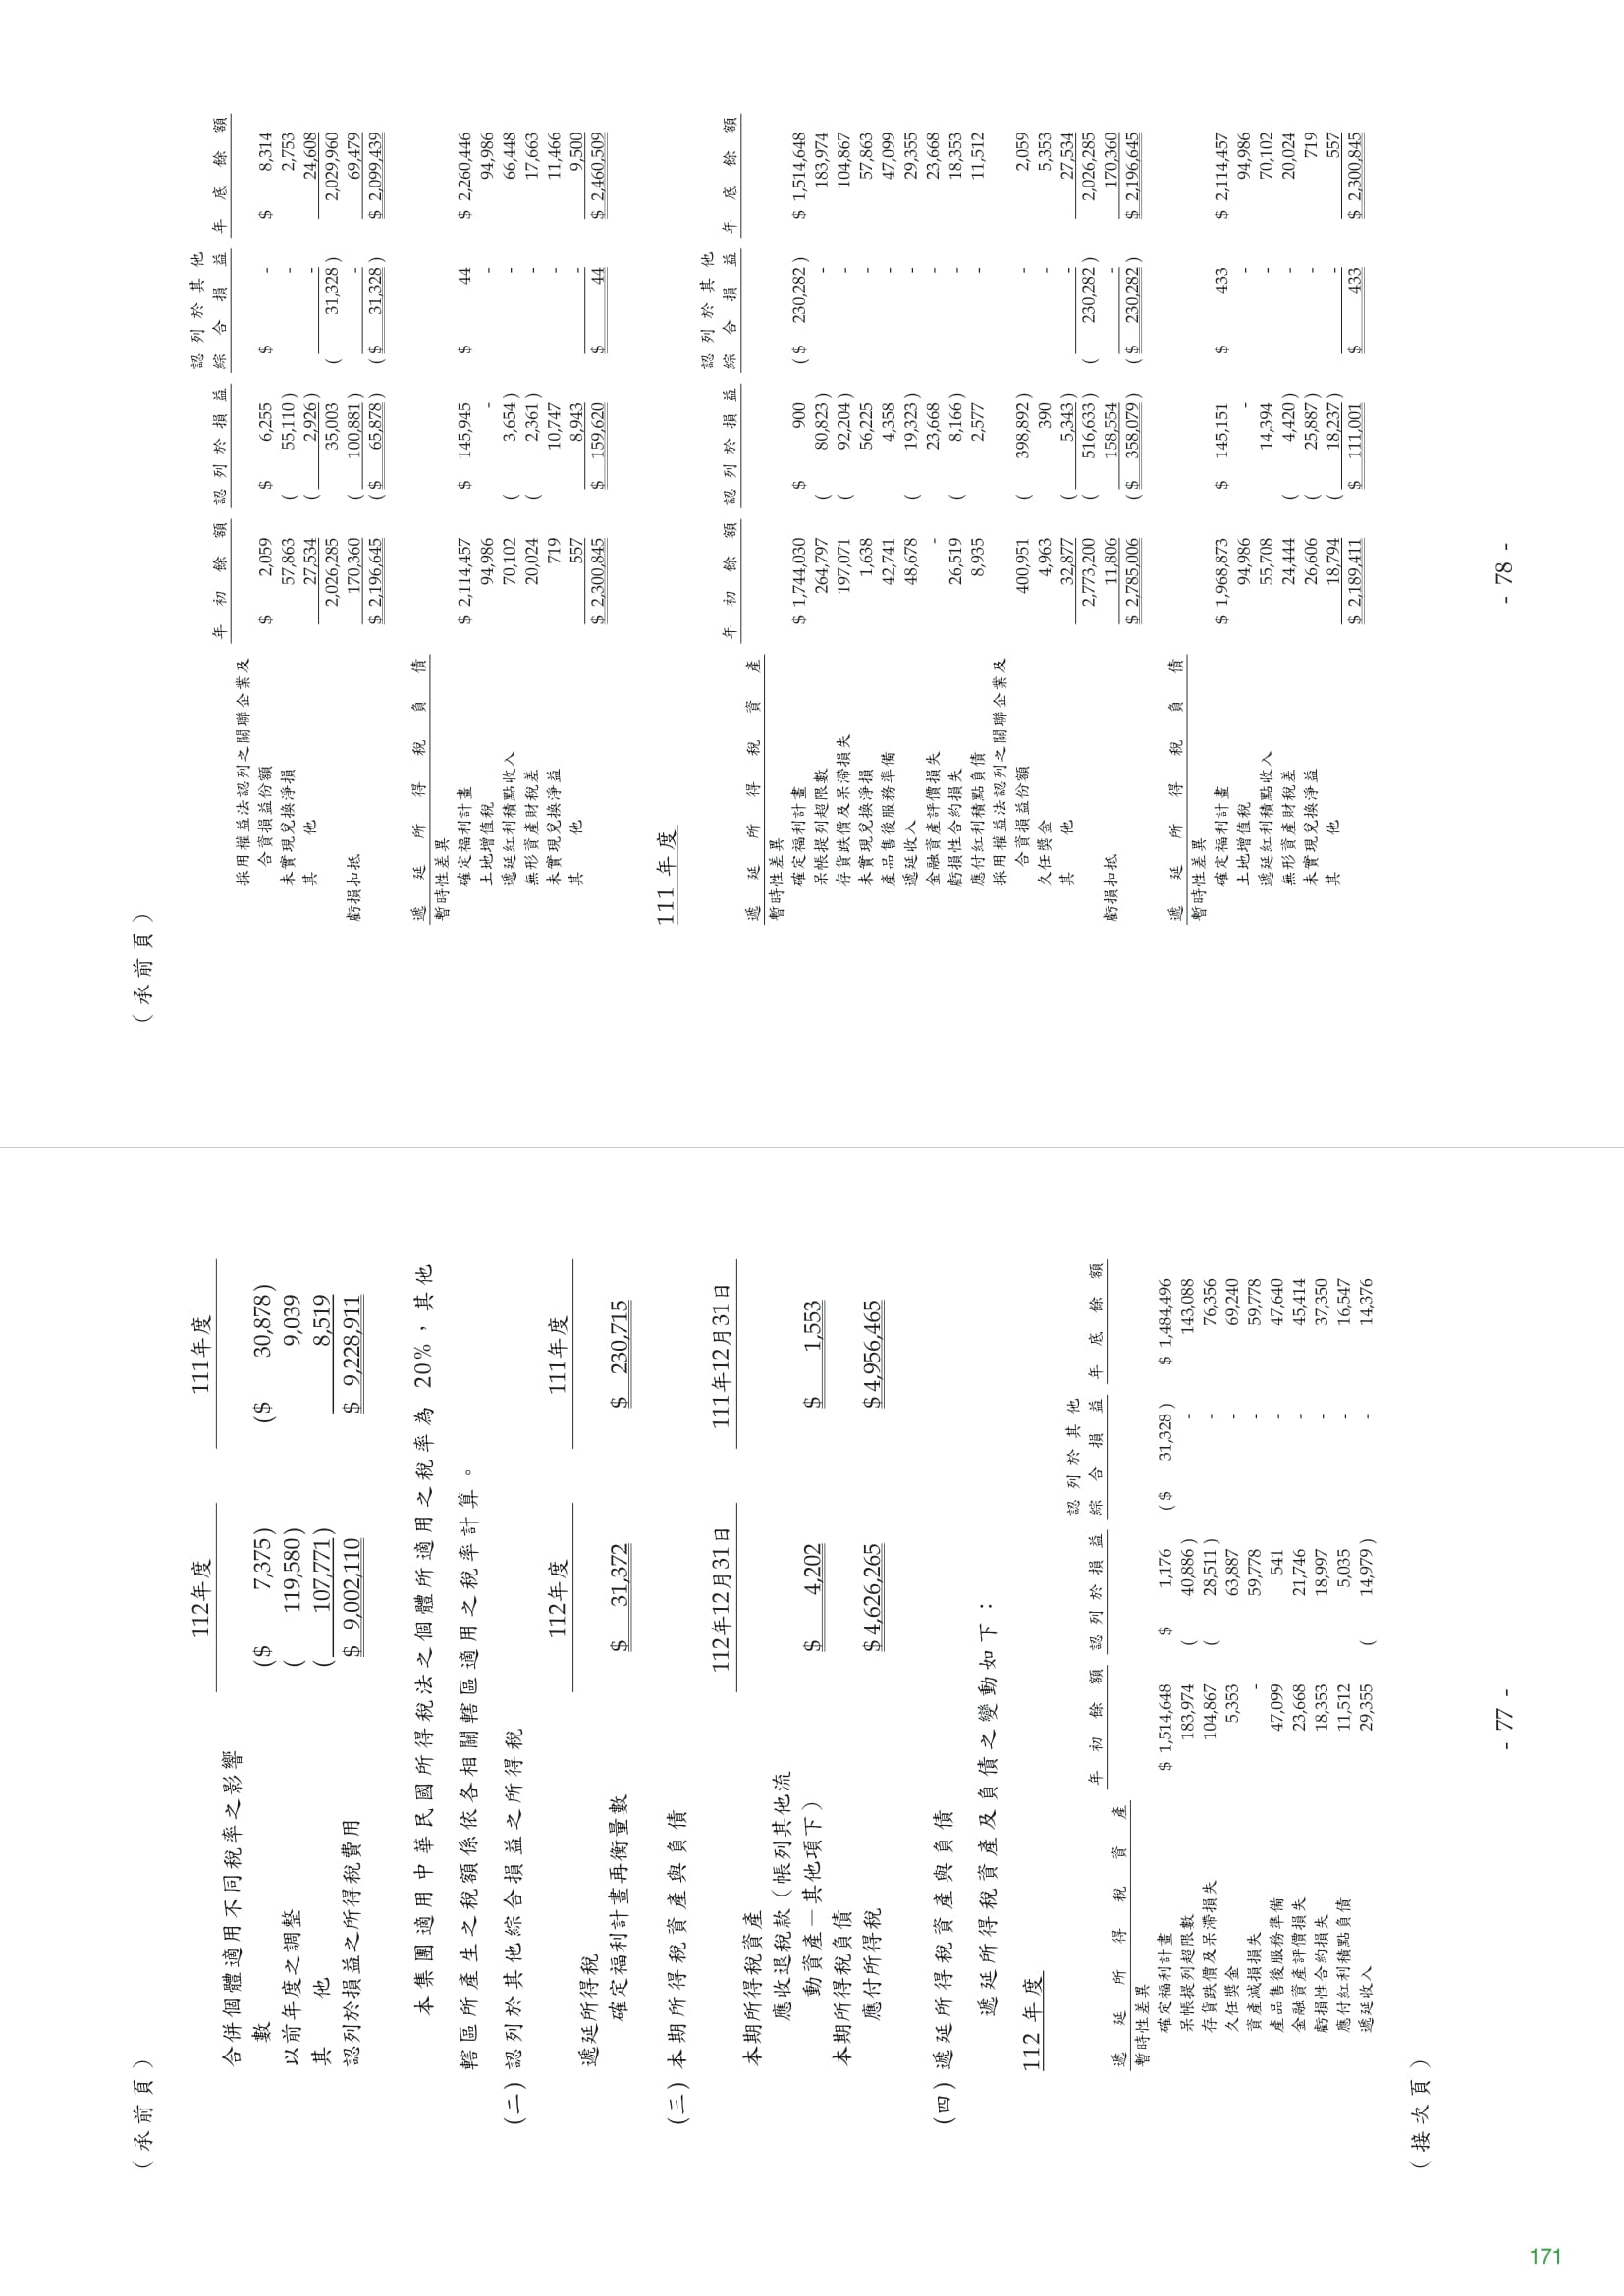 （承前頁）
112年度 111年度
合併個體適用不同稅率之影響
數 ($ 7,375) ($ 30,878)
以前年度之調整 ( 119,580) 9,039
其　他 ( 107,771) 8,519
認列於損益之所得稅費用 $ 9,002,110 $ 9,228,911
本集團適用中華民國所得稅法之個體所適用之稅率為 20%，其他
轄區所產生之稅額係依各相關轄區適用之稅率計算。
(二) 認列於其他綜合損益之所得稅
112年度 111年度
遞延所得稅
確定福利計畫再衡量數 $ 31,372 $ 230,715
(三) 本期所得稅資產與負債
112年12月31日 111年12月31日
本期所得稅資產
應收退稅款（帳列其他流
動資產－其他項下） $ 4,202 $ 1,553
本期所得稅負債
應付所得稅 $ 4,626,265 $ 4,956,465
(四) 遞延所得稅資產與負債
遞延所得稅資產及負債之變動如下：
112 年度
認列於其他
遞延所得稅資產 年初餘額 認列於損益 綜合損益 年底餘額
暫時性差異
確定福利計畫 $ 1,514,648 $ 1,176 ($ 31,328) $ 1,484,496
呆帳提列超限數 183,974 ( 40,886) - 143,088
存貨跌價及呆滯損失 104,867 ( 28,511) - 76,356
久任獎金 5,353 63,887 - 69,240
資產減損損失 - 59,778 - 59,778
產品售後服務準備 47,099 541 - 47,640
金融資產評價損失 23,668 21,746 - 45,414
虧損性合約損失 18,353 18,997 - 37,350
應付紅利積點負債 11,512 5,035 - 16,547
遞延收入 29,355 ( 14,979) - 14,376
（接次頁）
- 77 -
（承前頁）
認列於其他
年初餘額 認列於損益 綜合損益 年底餘額
採用權益法認列之關聯企業及
合資損益份額 $ 2,059 $ 6,255 $ - $ 8,314
未實現兌換淨損 57,863 ( 55,110) - 2,753
其　他 27,534 ( 2,926) - 24,608
2,026,285 35,003 ( 31,328) 2,029,960
虧損扣抵 170,360 ( 100,881) - 69,479
$ 2,196,645 ($ 65,878) ($ 31,328) $ 2,099,439
遞延所得稅負債
暫時性差異
確定福利計畫 $ 2,114,457 $ 145,945 $ 44 $ 2,260,446
土地增值稅 94,986 - - 94,986
遞延紅利積點收入 70,102 ( 3,654) - 66,448
無形資產財稅差 20,024 ( 2,361) - 17,663
未實現兌換淨益 719 10,747 - 11,466
其　他 557 8,943 - 9,500
$ 2,300,845 $ 159,620 $ 44 $ 2,460,509
111 年度
認列於其他
年初餘額 認列於損益 綜合損益 年底餘額
遞延所得稅資產
暫時性差異
確定福利計畫 $ 1,744,030 $ 900 ($ 230,282) $ 1,514,648
呆帳提列超限數 264,797 ( 80,823) - 183,974
存貨跌價及呆滯損失 197,071 ( 92,204) - 104,867
未實現兌換淨損 1,638 56,225 - 57,863
產品售後服務準備 42,741 4,358 - 47,099
遞延收入 48,678 ( 19,323) - 29,355
金融資產評價損失 - 23,668 - 23,668
虧損性合約損失 26,519 ( 8,166) - 18,353
應付紅利積點負債 8,935 2,577 - 11,512
採用權益法認列之關聯企業及
合資損益份額 400,951 ( 398,892) - 2,059
久任獎金 4,963 390 - 5,353
其　他 32,877 ( 5,343) - 27,534
2,773,200 ( 516,633) ( 230,282) 2,026,285
虧損扣抵 11,806 158,554 - 170,360
$ 2,785,006 ($ 358,079) ($ 230,282) $ 2,196,645
遞延所得稅負債
暫時性差異
確定福利計畫 $ 1,968,873 $ 145,151 $ 433 $ 2,114,457
土地增值稅 94,986 - - 94,986
遞延紅利積點收入 55,708 14,394 - 70,102
無形資產財稅差 24,444 ( 4,420) - 20,024
未實現兌換淨益 26,606 ( 25,887) - 719
其　他 18,794 ( 18,237) - 557
$ 2,189,411 $ 111,001 $ 433 $ 2,300,845
- 78 -
171